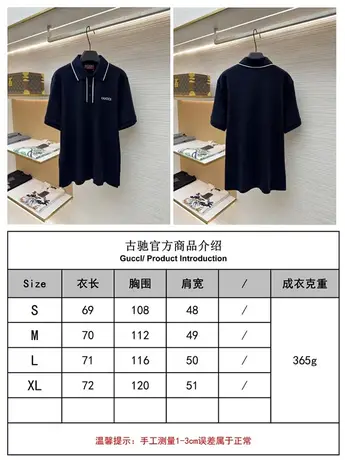 古驰官方商品介绍
Gucci/ Product Introduction
Size 衣长 胸围 肩宽 / 成衣克重
S 69 108 48 /
M 70 112 49 /
L 71 116 50 /
XL 72 120 51 /
365g
温馨提示：手工测量1-3cm误差属于正常